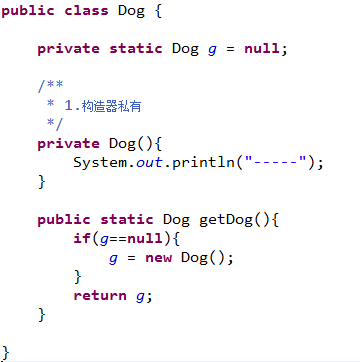 public class Dog {
private static Dog g = null;
/**
* 1.构造器私有
*/
private Dog(){
System.out.println("-----");
}
public static Dog getDog(){
if(g==null){
g = new Dog();
}
return g;
}
}